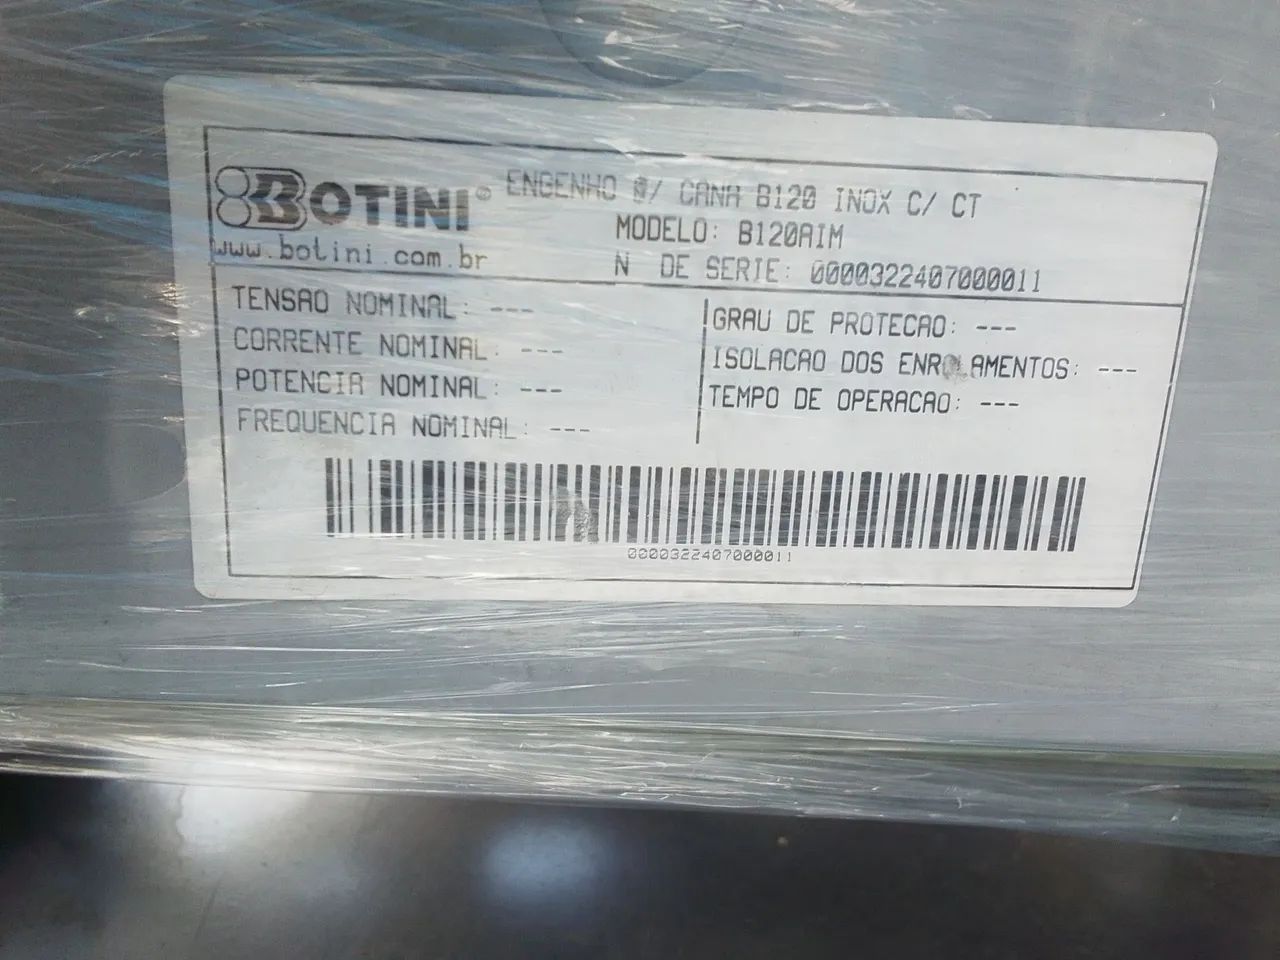 BOTINI®
www.botini.com.br
ENGENHO P/ CANA B120 INOX C/ CT
MODELO: B120AIM
N DE SERIE: 0000322407000011
TENSAO NOMINAL: ---
CORRENTE NOMINAL: ---
POTENCIA NOMINAL: ---
FREQUENCIA NOMINAL: ---
GRAU DE PROTECAO: ---
ISOLACAO DOS ENROLAMENTOS: ---
TEMPO DE OPERACAO: ---
0000322407000011